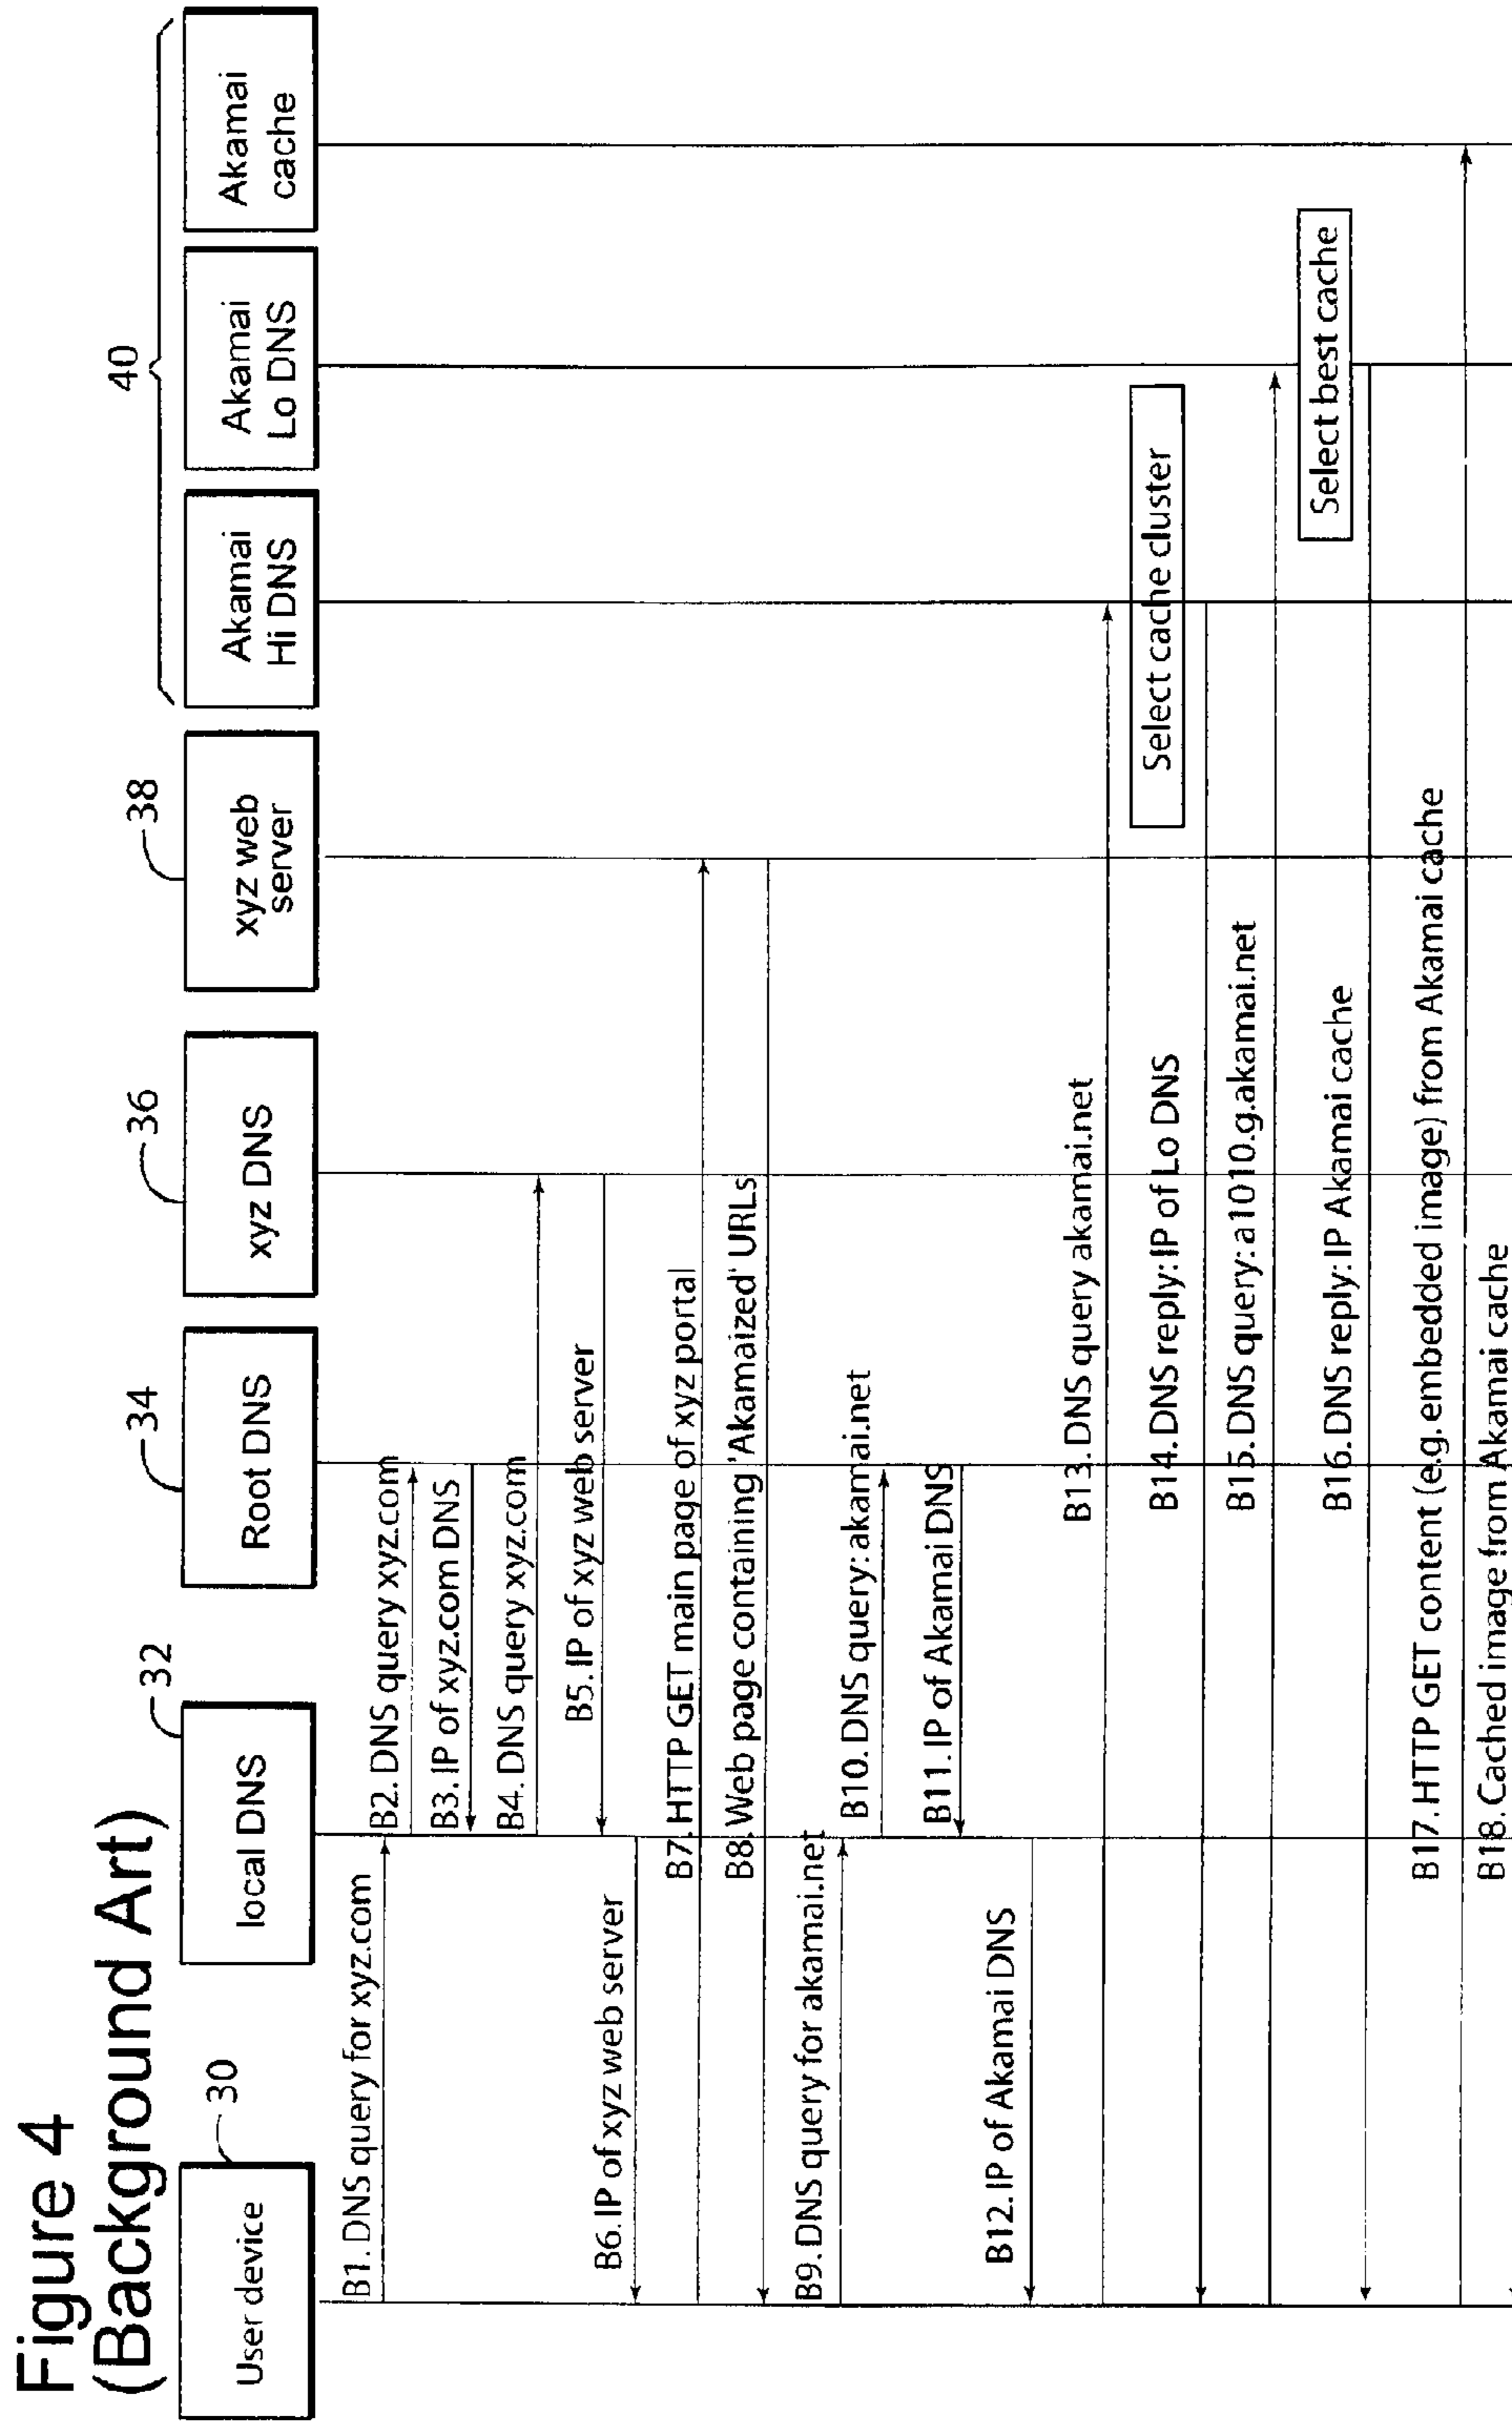 Figure 4
(Background Art)
User device
30
local DNS
32
Root DNS
34
xyz DNS
36
xyz web
server
38
Akamai
Hi DNS
Akamai
Lo DNS
Akamai
cache
40
B1. DNS query for xyz.com
B2. DNS query xyz.com
B3. IP of xyz.com DNS
B4. DNS query xyz.com
B5. IP of xyz web server
B6. IP of xyz web server
B7. HTTP GET main page of xyz portal
B8. Web page containing 'Akamaized' URLs
B9. DNS query for akamai.net
B10. DNS query: akamai.net
B11. IP of Akamai DNS
B12. IP of Akamai DNS
B13. DNS query akamai.net
Select cache cluster
B14. DNS reply: IP of Lo DNS
B15. DNS query: a1010.g.akamai.net
Select best cache
B16. DNS reply: IP Akamai cache
B17. HTTP GET content (e.g. embedded image) from Akamai cache
B18. Cached image from Akamai cache